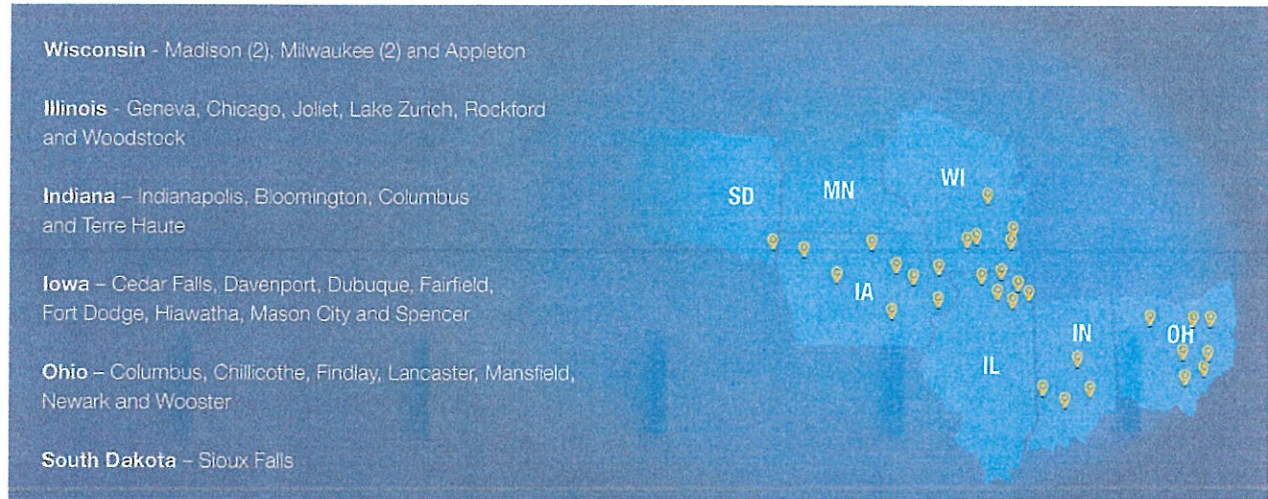 Wisconsin - Madison (2), Milwaukee (2) and Appleton
Illinois - Geneva, Chicago, Joliet, Lake Zurich, Rockford
and Woodstock
Indiana – Indianapolis, Bloomington, Columbus
and Terre Haute
Iowa – Cedar Falls, Davenport, Dubuque, Fairfield,
Fort Dodge, Hiawatha, Mason City and Spencer
Ohio – Columbus, Chillicothe, Findlay, Lancaster, Mansfield,
Newark and Wooster
South Dakota – Sioux Falls
SD
MN
WI
IA
IL
IN
OH